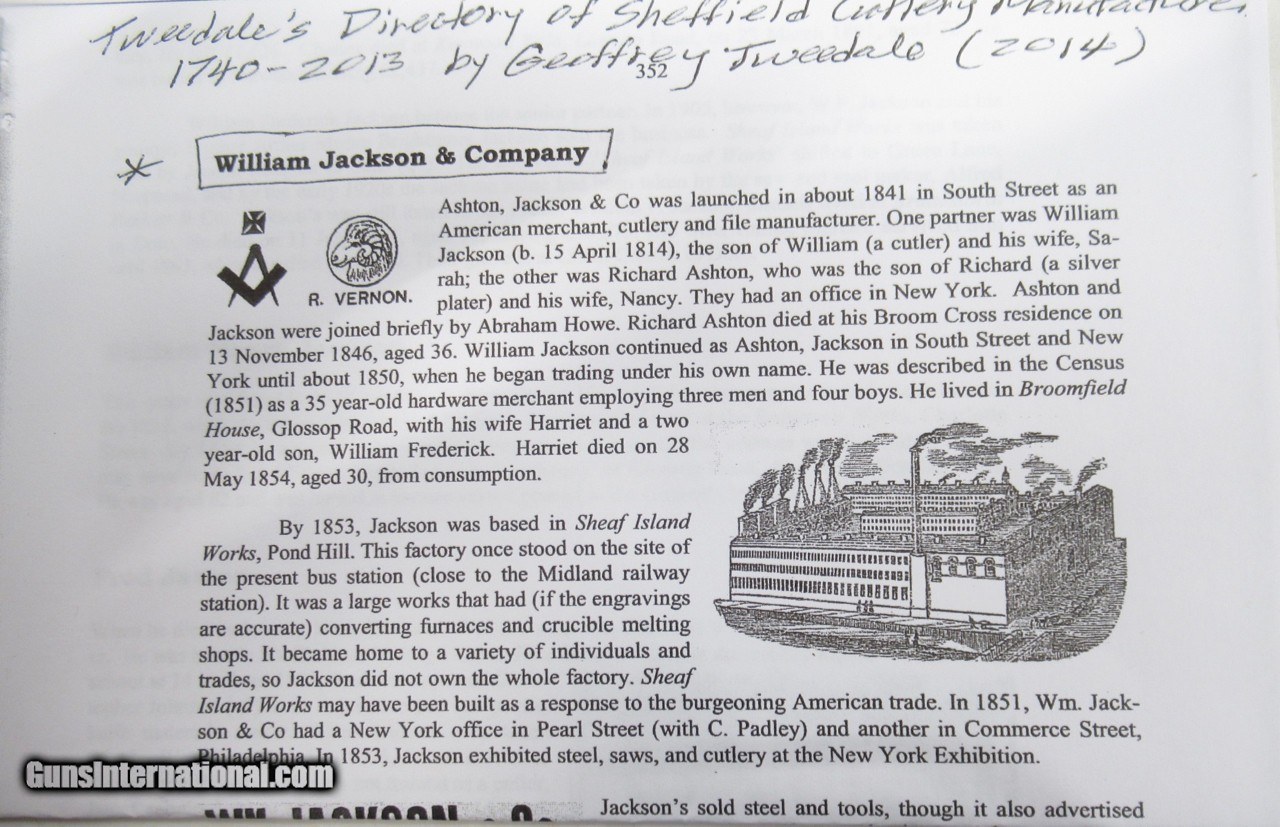 Tweedale's Directory of Sheffield Cutlery Manufacturer
1740-2013 by Geoffrey Tweedale (2014)
352
William Jackson & Company
R. VERNON.
Ashton, Jackson & Co was launched in about 1841 in South Street as an
American merchant, cutlery and file manufacturer. One partner was William
Jackson (b. 15 April 1814), the son of William (a cutler) and his wife, Sa-
rah; the other was Richard Ashton, who was the son of Richard (a silver
plater) and his wife, Nancy. They had an office in New York. Ashton and
Jackson were joined briefly by Abraham Howe. Richard Ashton died at his Broom Cross residence on
13 November 1846, aged 36. William Jackson continued as Ashton, Jackson in South Street and New
York until about 1850, when he began trading under his own name. He was described in the Census
(1851) as a 35 year-old hardware merchant employing three men and four boys. He lived in Broomfield
House, Glossop Road, with his wife Harriet and a two
year-old son, William Frederick. Harriet died on 28
May 1854, aged 30, from consumption.
By 1853, Jackson was based in Sheaf Island
Works, Pond Hill. This factory once stood on the site of
the present bus station (close to the Midland railway
station). It was a large works that had (if the engravings
are accurate) converting furnaces and crucible melting
shops. It became home to a variety of individuals and
trades, so Jackson did not own the whole factory. Sheaf
Island Works may have been built as a response to the burgeoning American trade. In 1851, Wm. Jack-
son & Co had a New York office in Pearl Street (with C. Padley) and another in Commerce Street,
Philadelphia. In 1853, Jackson exhibited steel, saws, and cutlery at the New York Exhibition.
GunsInternational.com
WM JACKSON & Co
Jackson's sold steel and tools, though it also advertised